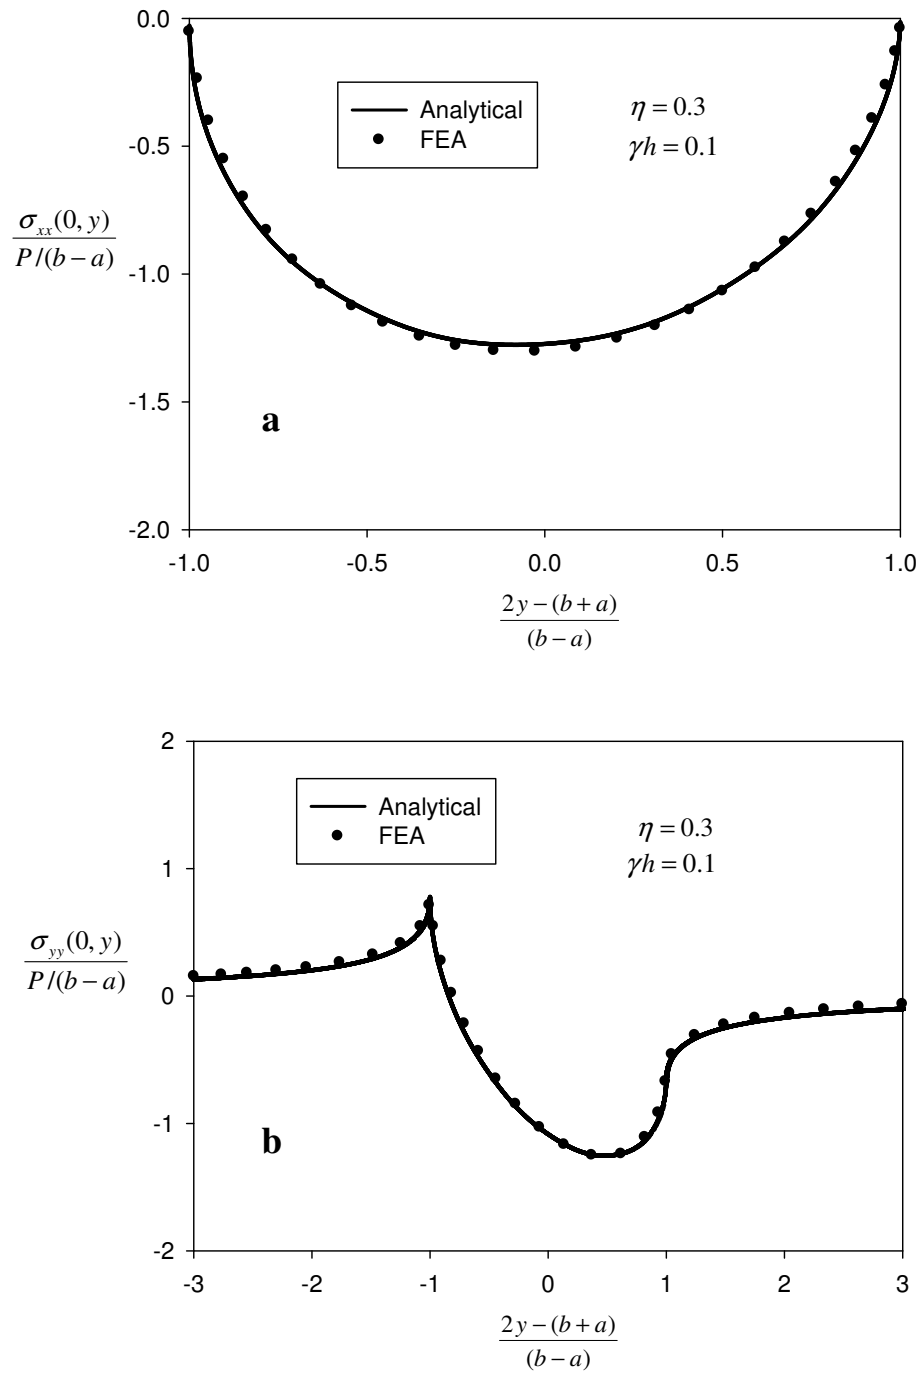 0.0
Analytical
FEA
η = 0.3
γh = 0.1
-0.5
σxx(0, y)
P/(b − a)
-1.0
-1.5
a
-2.0
-1.0 -0.5 0.0 0.5 1.0
2y − (b + a)
(b − a)
2
Analytical
FEA
η = 0.3
γh = 0.1
1
σyy(0, y)
P/(b − a)
0
-1
b
-2
-3 -2 -1 0 1 2 3
2y − (b + a)
(b − a)